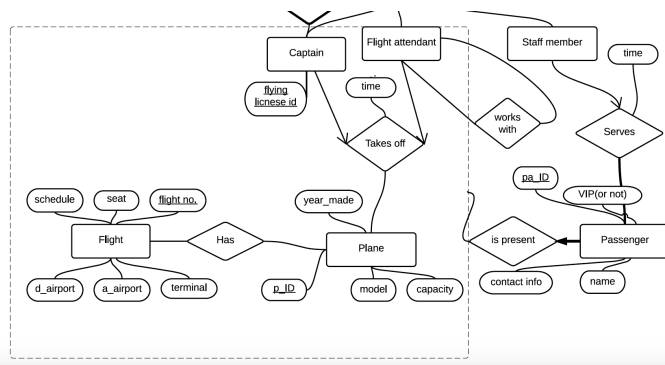 Captain
Flight attendant
Staff member
time
flying
licnese id
time
works
with
Serves
Takes off
pa_ID
VIP(or not)
schedule
seat
flight no.
year_made
Flight
Has
Plane
is present
Passenger
d_airport
a_airport
terminal
p_ID
model
capacity
contact info
name